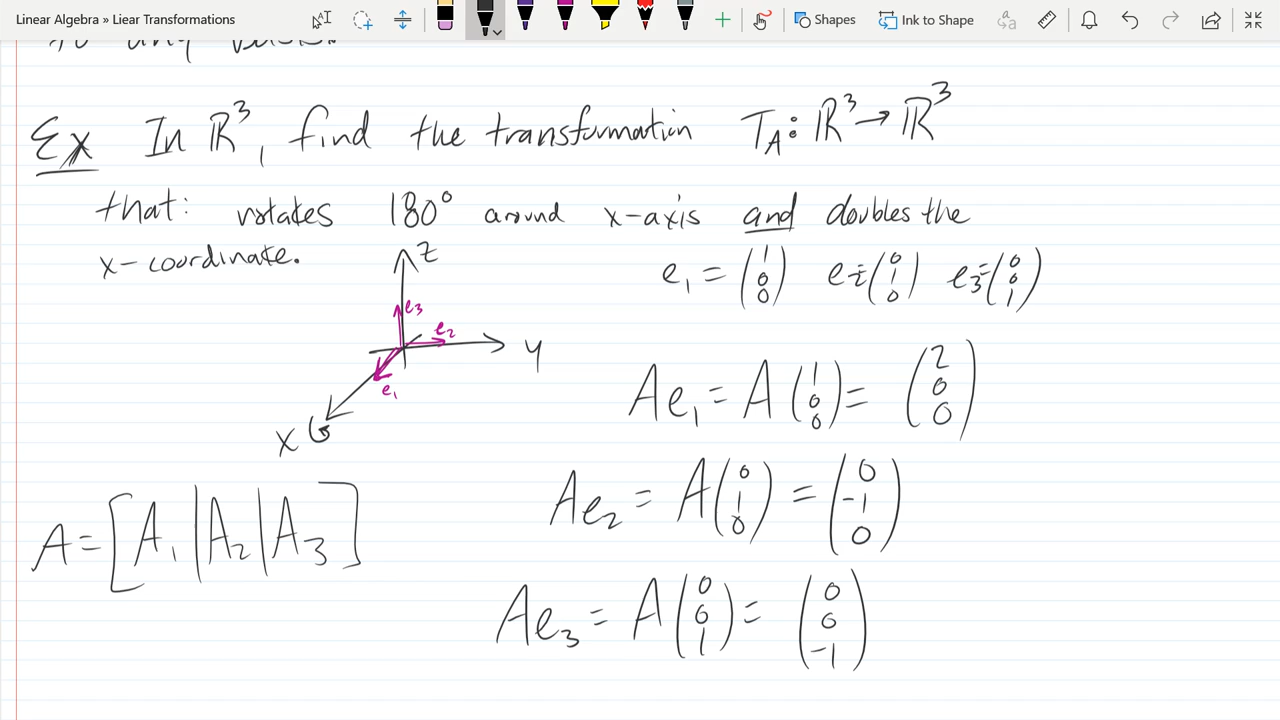 Linear Algebra » Liear Transformations
Shapes
Ink to Shape
to any
Ex In ℝ³, find the transformation T_A: ℝ³→ℝ³
that: rotates 180° around x-axis and doubles the
x-coordinate.
z
e₃
e₂
y
e₁
x
e₁ = (1 0 0) e₂=(0 1 0) e₃=(0 0 1)
Ae₁ = A(1 0 0) = (2 0 0)
Ae₂ = A(0 1 0) = (0 -1 0)
A = [A₁|A₂|A₃]
Ae₃ = A(0 0 1) = (0 0 -1)